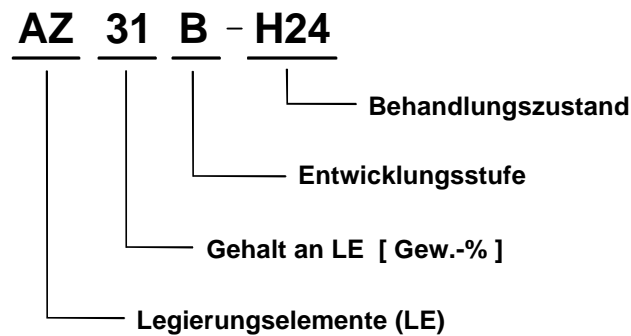 AZ 31 B - H24
Behandlungszustand
Entwicklungsstufe
Gehalt an LE [ Gew.-% ]
Legierungselemente (LE)